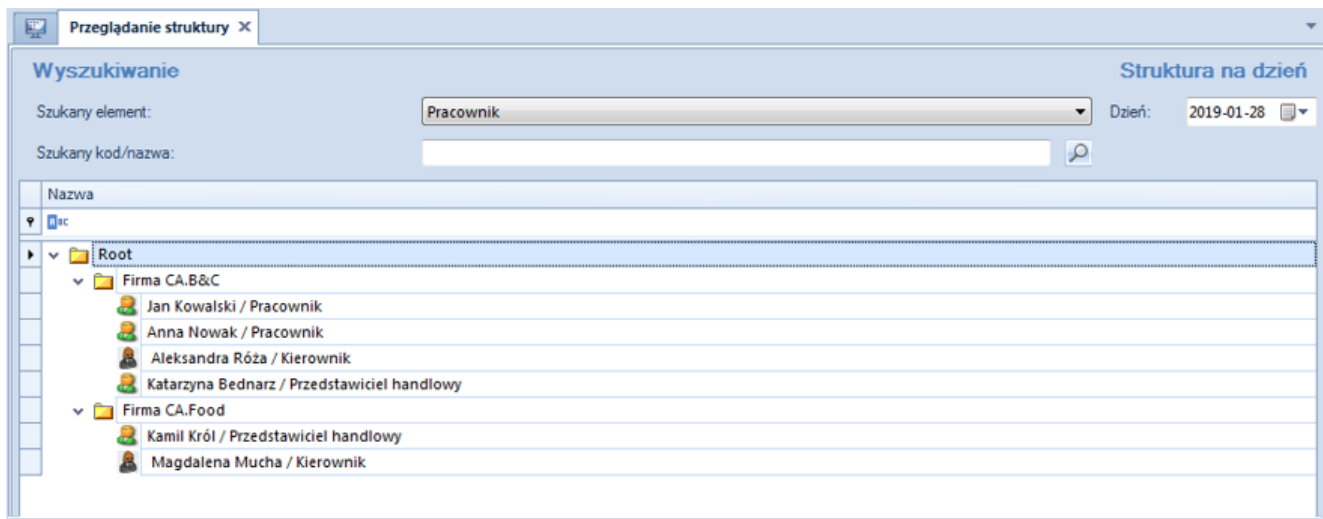 Przeglądanie struktury X
Wyszukiwanie Struktura na dzień
Szukany element: Pracownik Dzień: 2019-01-28
Szukany kod/nazwa:
Nazwa
ABC
Root
Firma CA.B&C
Jan Kowalski / Pracownik
Anna Nowak / Pracownik
Aleksandra Róża / Kierownik
Katarzyna Bednarz / Przedstawiciel handlowy
Firma CA.Food
Kamil Król / Przedstawiciel handlowy
Magdalena Mucha / Kierownik